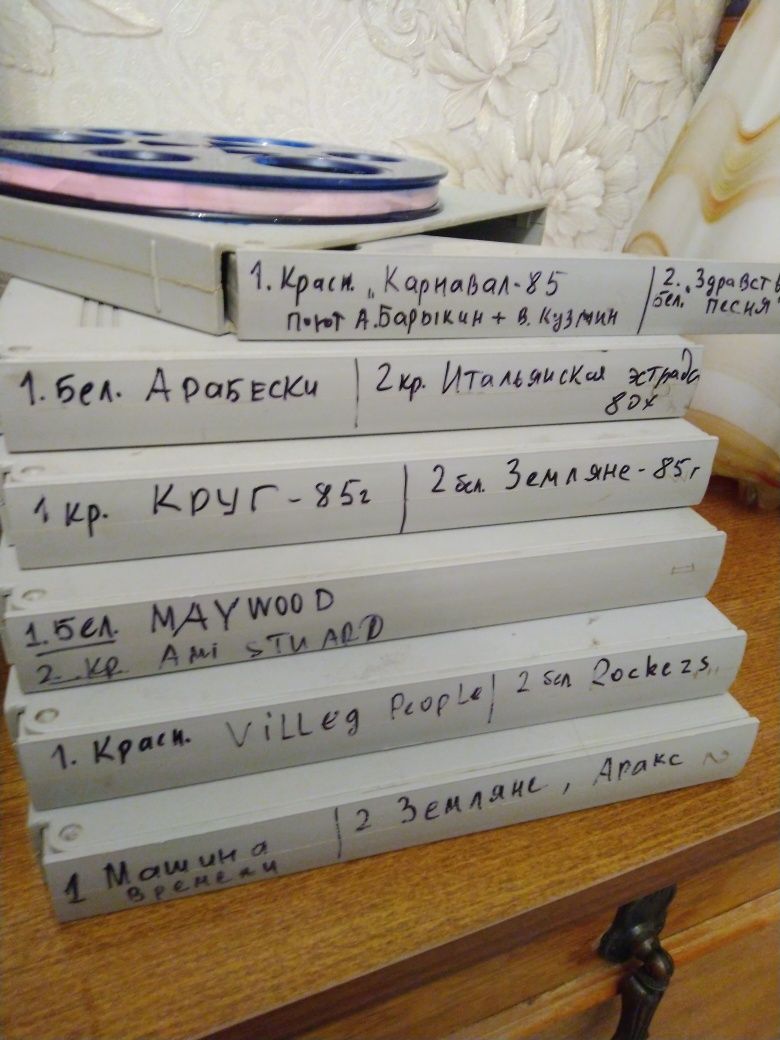 1. Красн. „Карнавал-85
поют А.Барыкин + В. Кузмин
2. „Здравств
бел. песня"
1. Бел. Арабески
2 кр. Итальянская эстрада
80х
1 кр. КРУГ - 85г
2 бел. Земляне - 85г
1. Бел. MAYWOOD
2. кр. Ami STUARD
1. Красн. Villeg People
2 бел Rockezs
1 Машина
Времени
2 Земляне, Аракс